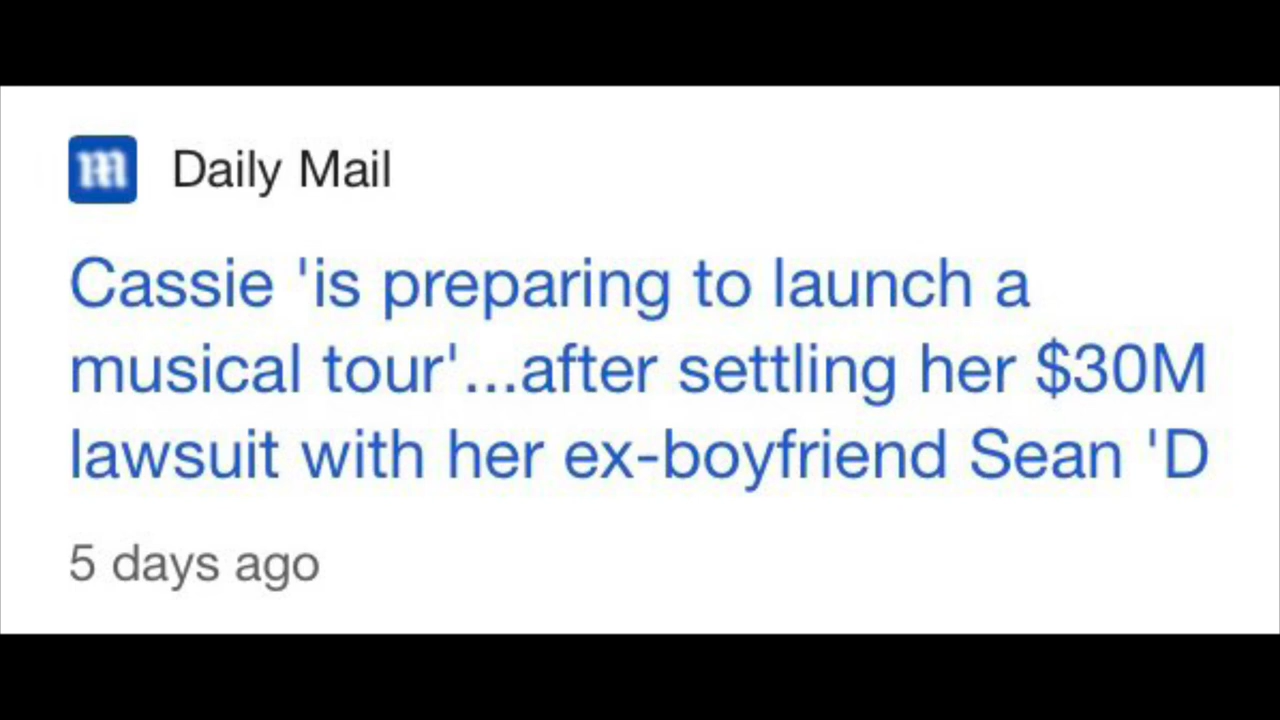 Daily Mail
Cassie 'is preparing to launch a
musical tour'...after settling her $30M
lawsuit with her ex-boyfriend Sean 'D
5 days ago